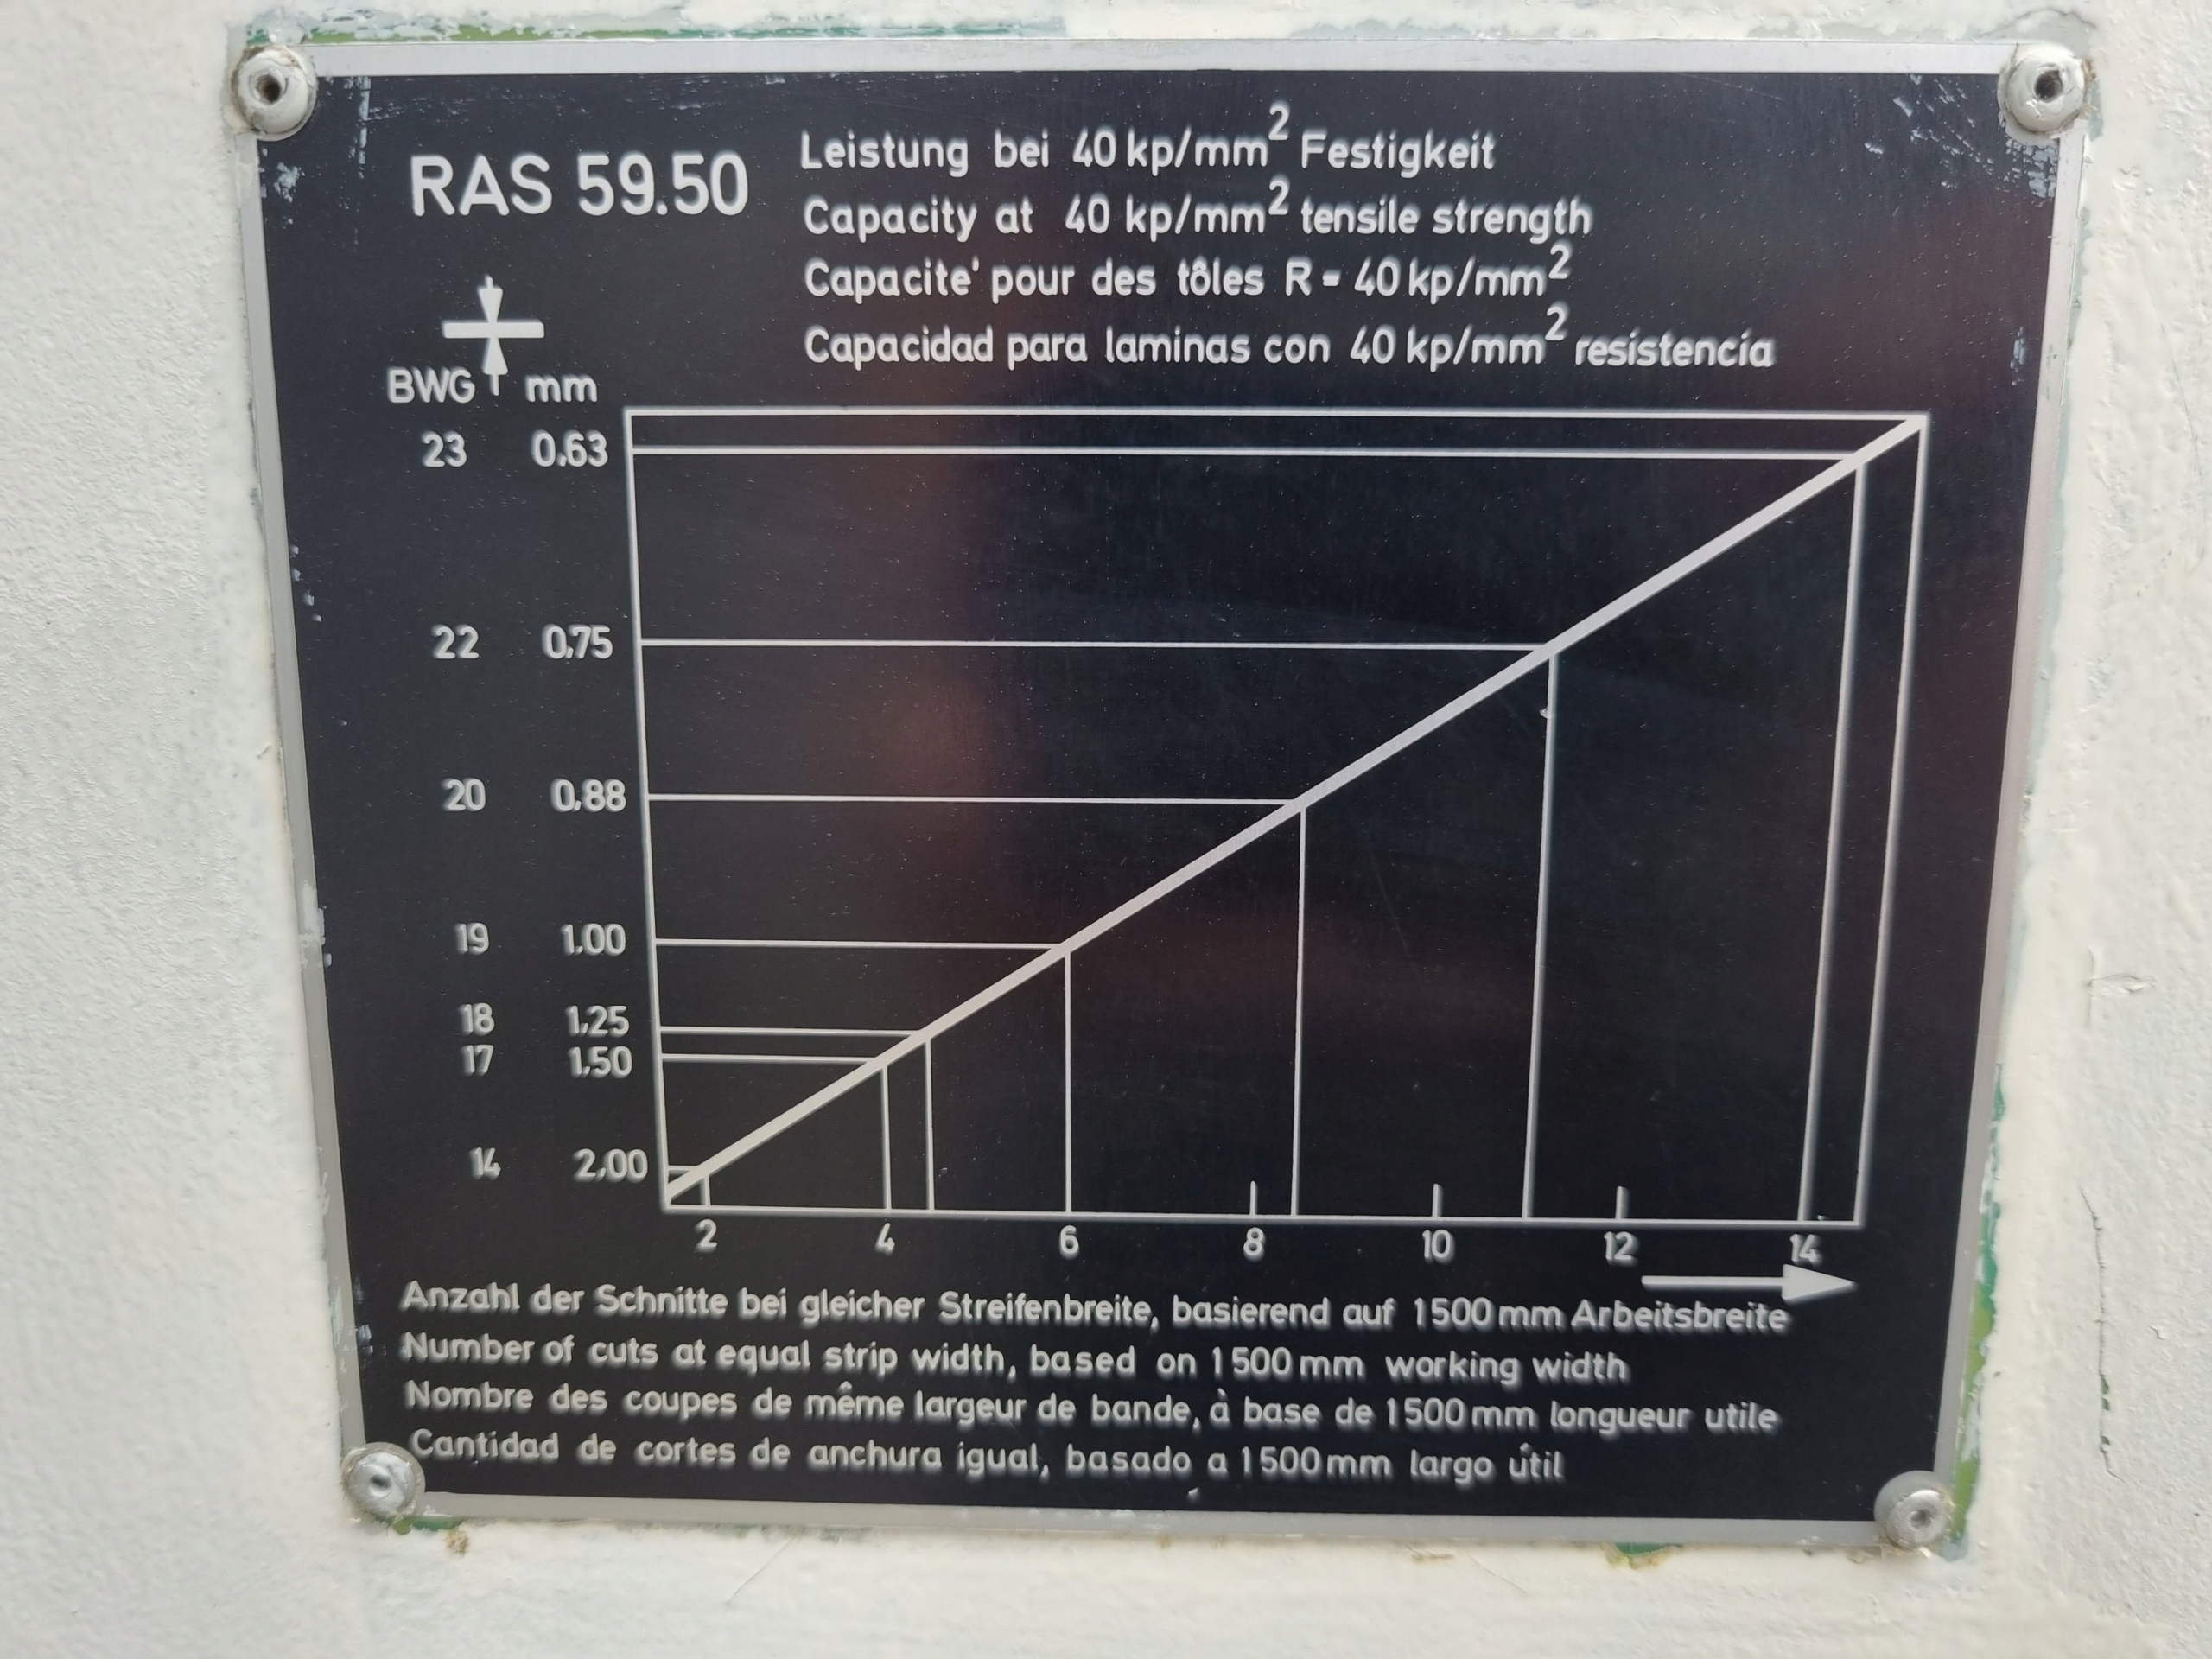 RAS 59.50
Leistung bei 40 kp/mm² Festigkeit
Capacity at 40 kp/mm² tensile strength
Capacite' pour des tôles R = 40 kp/mm²
Capacidad para laminas con 40 kp/mm² resistencia
BWG mm
23 0,63
22 0,75
20 0,88
19 1,00
18 1,25
17 1,50
14 2,00
2 4 6 8 10 12 14
Anzahl der Schnitte bei gleicher Streifenbreite, basierend auf 1500 mm Arbeitsbreite
Number of cuts at equal strip width, based on 1500 mm working width
Nombre des coupes de même largeur de bande, à base de 1500 mm longueur utile
Cantidad de cortes de anchura igual, basado a 1500 mm largo útil